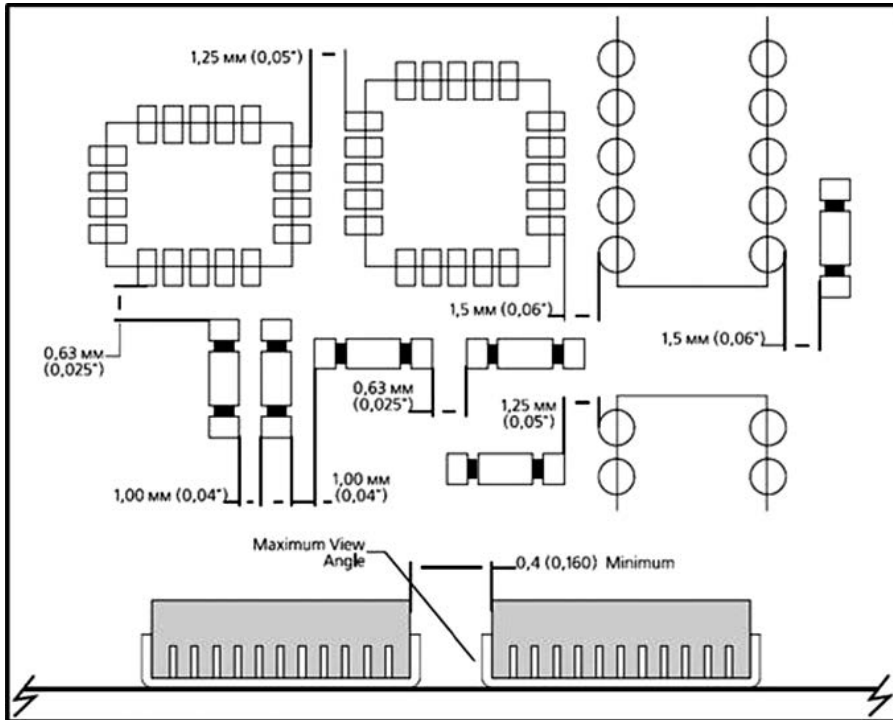 1,25 мм (0,05")
1,5 мм (0,06")
1,5 мм (0,06")
0,63 мм
(0,025")
0,63 мм
(0,025")
1,25 мм
(0,05")
1,00 мм (0,04")
1,00 мм
(0,04")
Maximum View
Angle
0,4 (0,160) Minimum